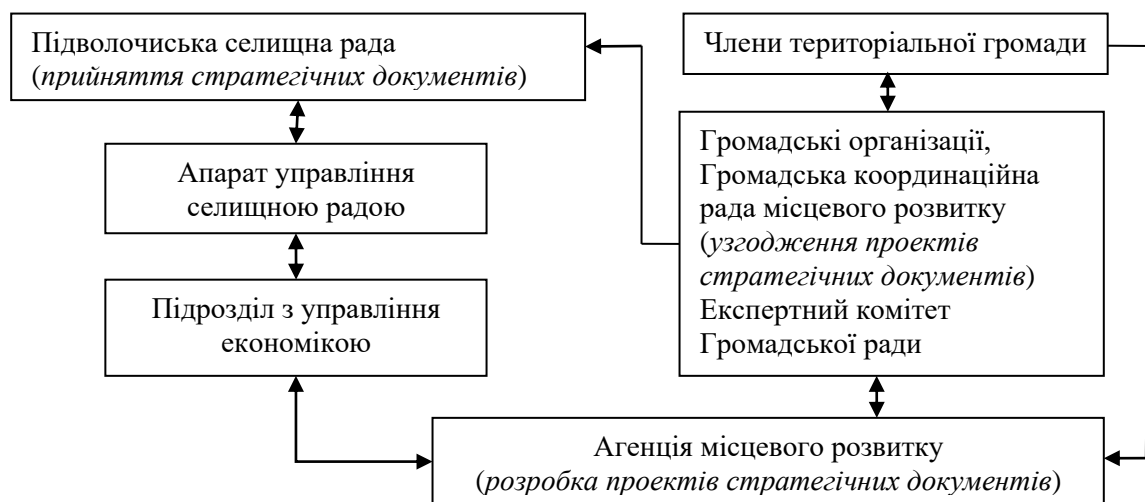 Підволочиська селищна рада
(прийняття стратегічних документів)
Члени територіальної громади
Апарат управління
селищною радою
Громадські організації,
Громадська координаційна
рада місцевого розвитку
(узгодження проектів
стратегічних документів)
Експертний комітет
Громадської ради
Підрозділ з управління
економікою
Агенція місцевого розвитку
(розробка проектів стратегічних документів)